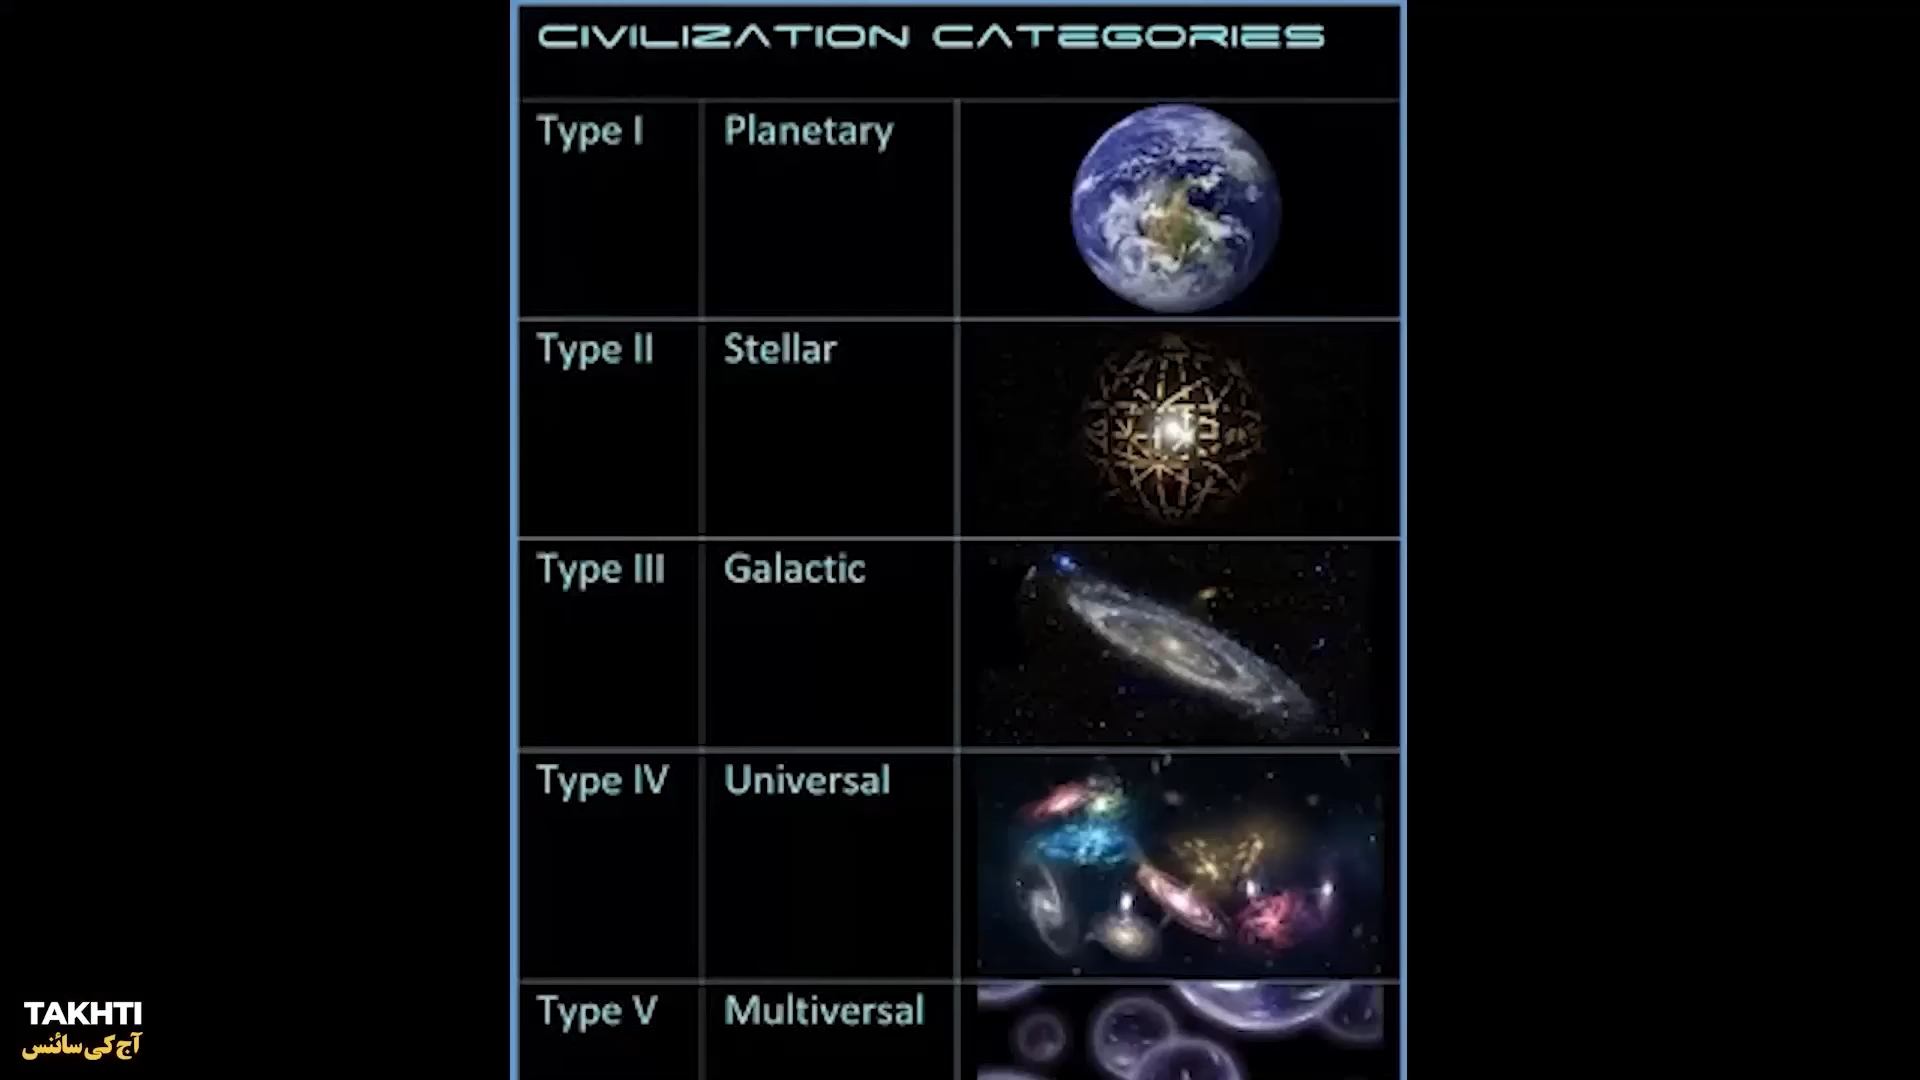 CIVILIZATION CATEGORIES
Type I Planetary
Type II Stellar
Type III Galactic
Type IV Universal
Type V Multiversal
TAKHTI
آج کی سائنس